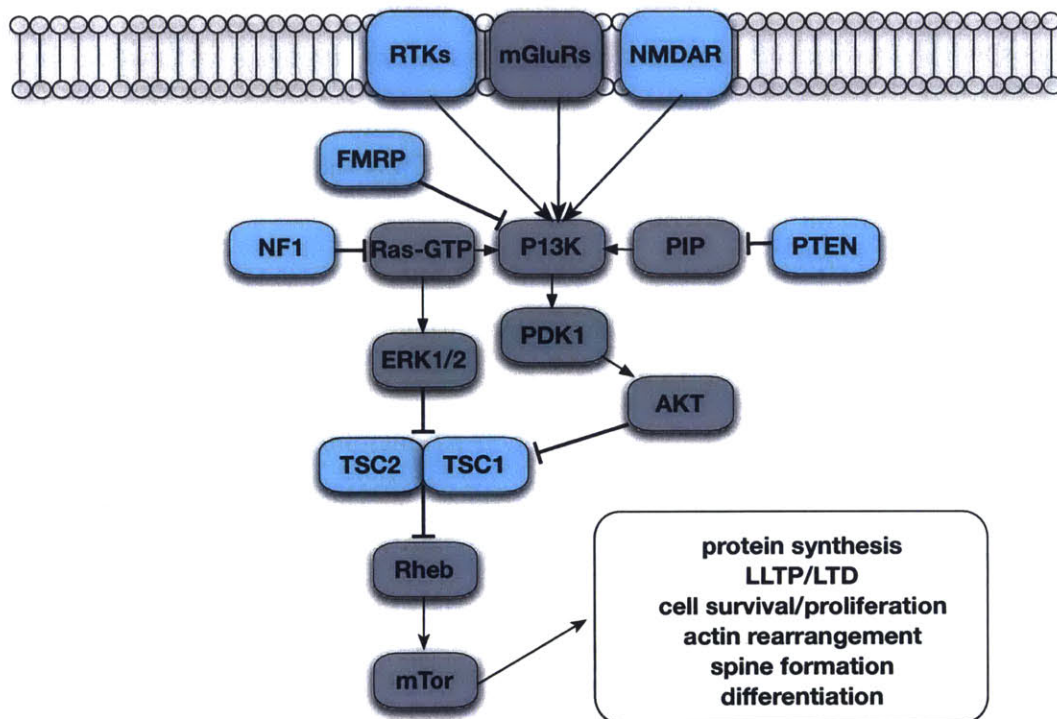 RTKs
mGluRs
NMDAR
FMRP
NF1
Ras-GTP
P13K
PIP
PTEN
PDK1
ERK1/2
AKT
TSC2
TSC1
Rheb
mTor
protein synthesis
LLTP/LTD
cell survival/proliferation
actin rearrangement
spine formation
differentiation